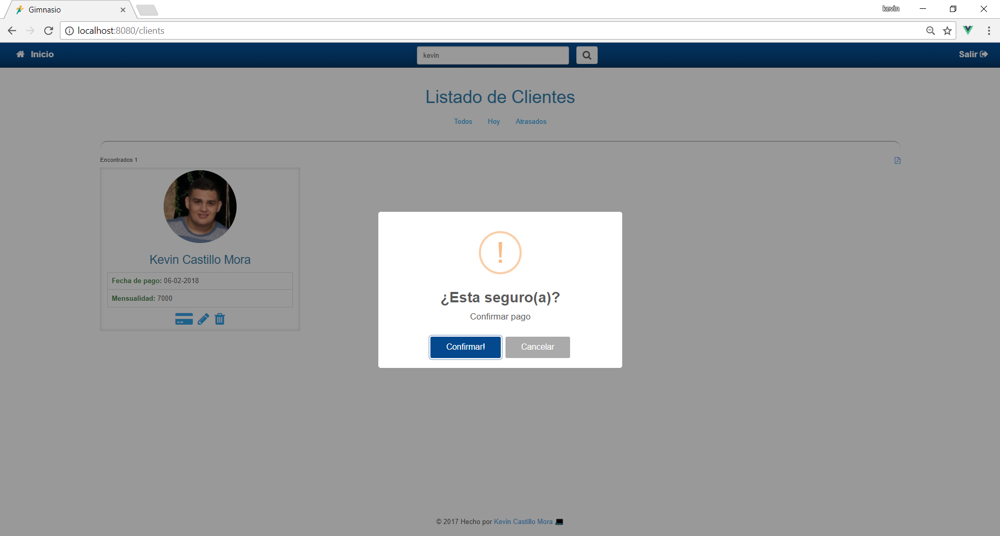 Gimnasio
kevin
localhost:8080/clients
Inicio
kevin
Salir
Listado de Clientes
Todos Hoy Atrasados
Encontrados 1
Kevin Castillo Mora
Fecha de pago: 06-02-2018
Mensualidad: 7000
¿Esta seguro(a)?
Confirmar pago
Confirmar! Cancelar
© 2017 Hecho por Kevin Castillo Mora